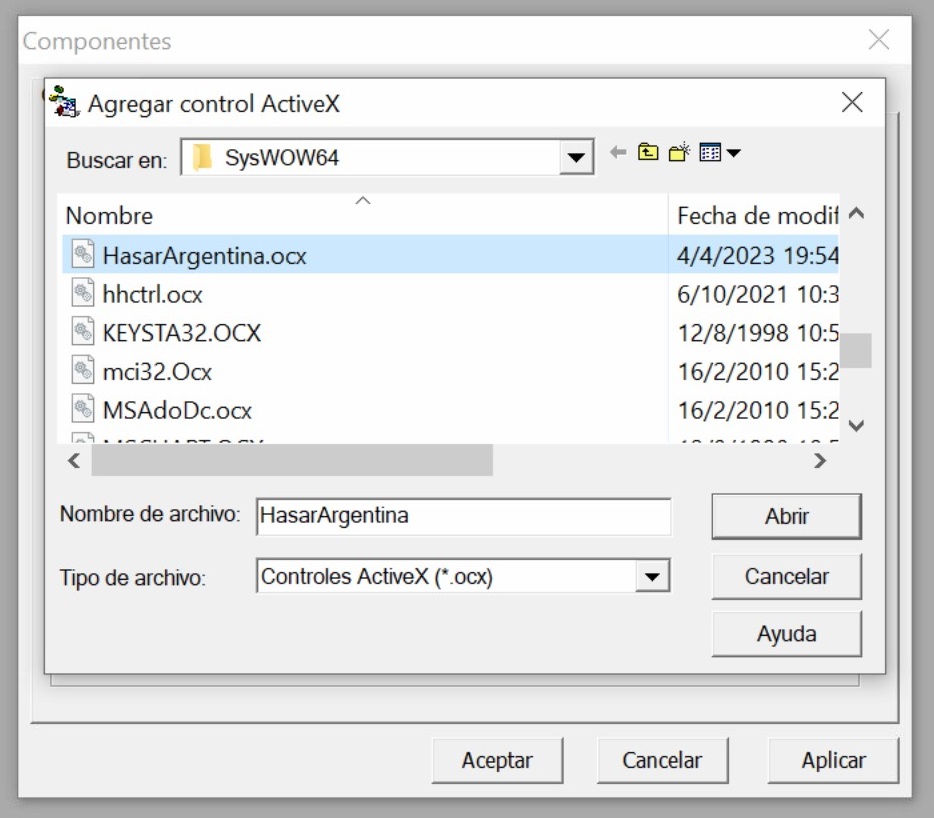 Componentes
Agregar control ActiveX
Buscar en: SysWOW64
Nombre Fecha de modif
HasarArgentina.ocx 4/4/2023 19:54
hhctrl.ocx 6/10/2021 10:3
KEYSTA32.OCX 12/8/1998 10:5
mci32.Ocx 16/2/2010 15:2
MSAdoDc.ocx 16/2/2010 15:2
Nombre de archivo: HasarArgentina Abrir
Tipo de archivo: Controles ActiveX (*.ocx) Cancelar
Ayuda
Aceptar Cancelar Aplicar